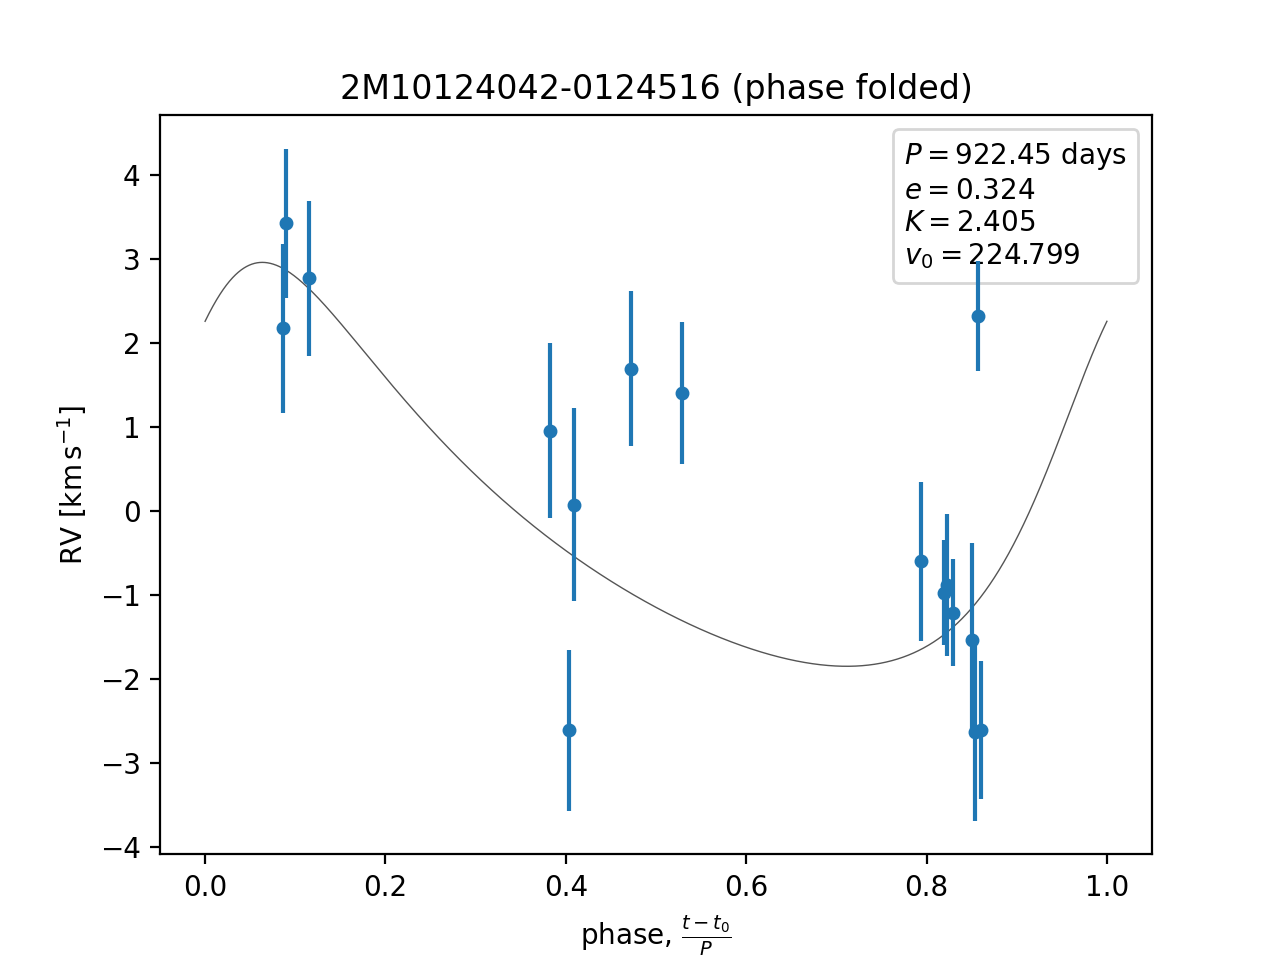 2M10124042-0124516 (phase folded)
P = 922.45 days
e = 0.324
K = 2.405
v₀ = 224.799
RV [km s⁻¹]
4
3
2
1
0
−1
−2
−3
−4
0.0 0.2 0.4 0.6 0.8 1.0
phase, (t − t₀)/P